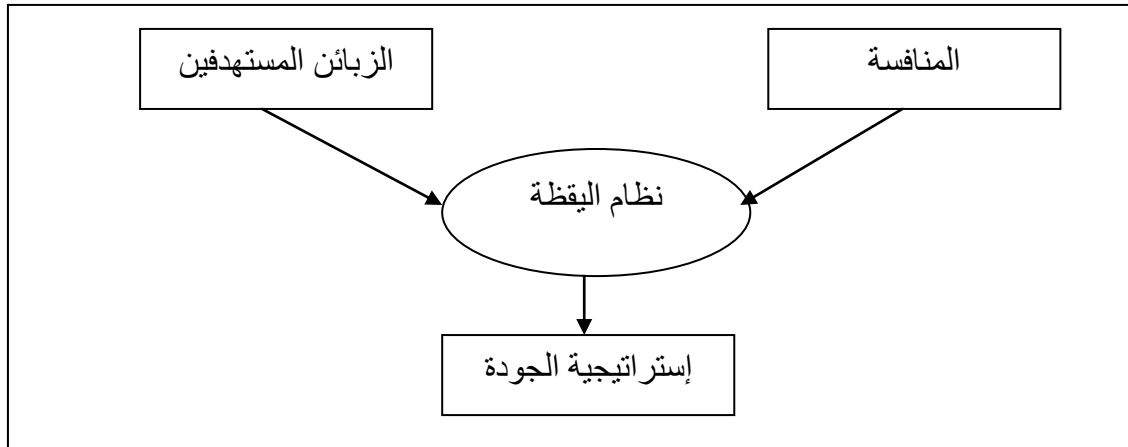 المنافسة
الزبائن المستهدفين
نظام اليقظة
إستراتيجية الجودة